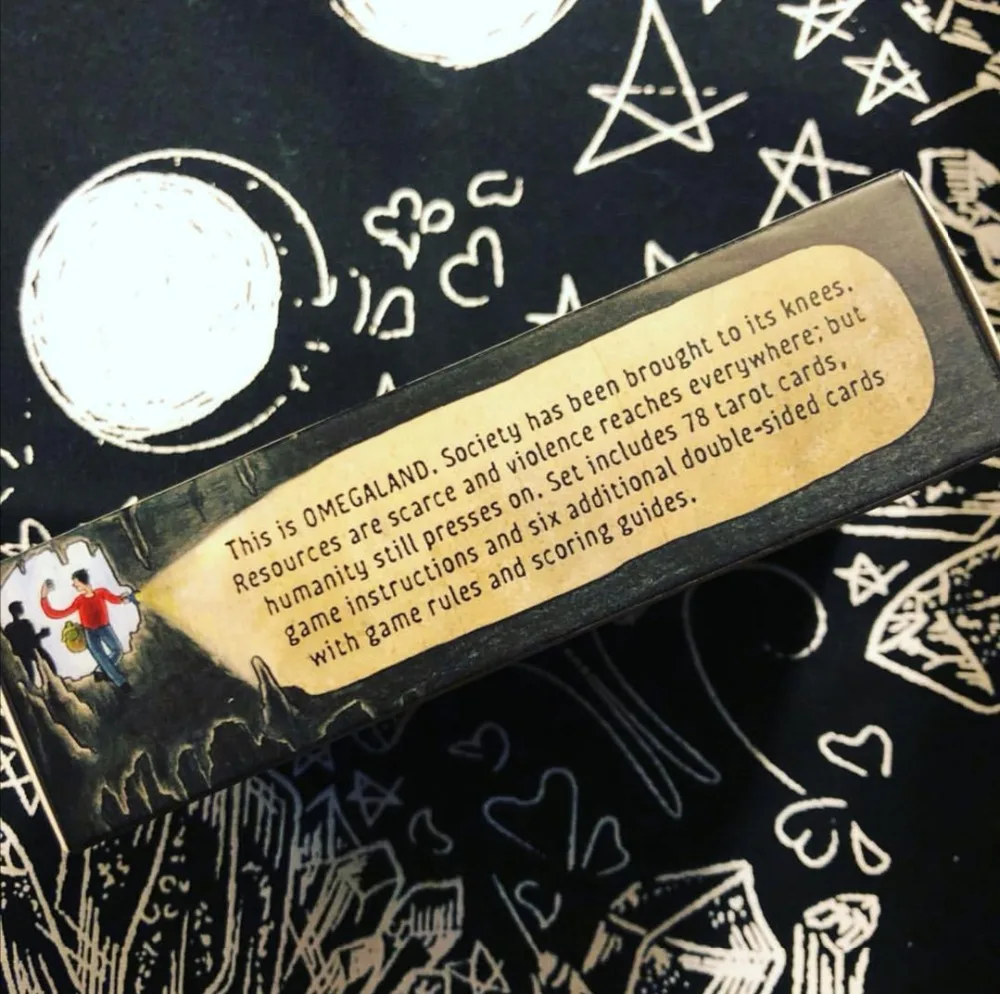 This is OMEGALAND. Society has been brought to its knees.
Resources are scarce and violence reaches everywhere; but
humanity still presses on. Set includes 78 tarot cards,
game instructions and six additional double-sided cards
with game rules and scoring guides.